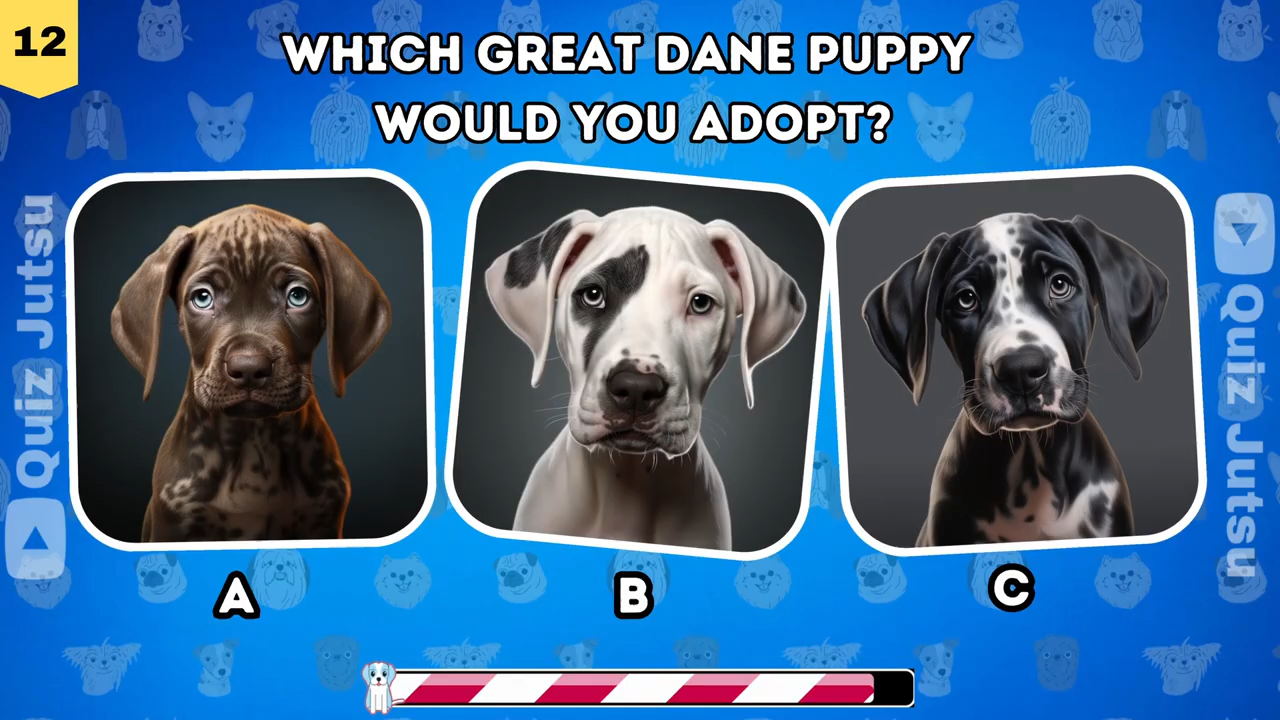 12
WHICH GREAT DANE PUPPY
WOULD YOU ADOPT?
Quiz Jutsu
Quiz Jutsu
A
B
C